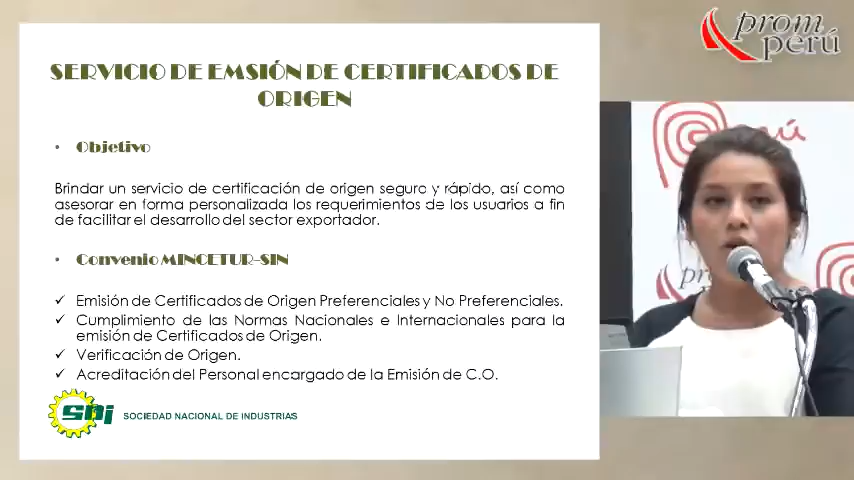 SERVICIO DE EMSIÓN DE CERTIFICADOS DE
ORIGEN
• Objetivo
Brindar un servicio de certificación de origen seguro y rápido, así como
asesorar en forma personalizada los requerimientos de los usuarios a fin
de facilitar el desarrollo del sector exportador.
• Convenio MINCETUR-SIN
✓ Emisión de Certificados de Origen Preferenciales y No Preferenciales.
✓ Cumplimiento de las Normas Nacionales e Internacionales para la
emisión de Certificados de Origen.
✓ Verificación de Origen.
✓ Acreditación del Personal encargado de la Emisión de C.O.
sni SOCIEDAD NACIONAL DE INDUSTRIAS
prom
perú